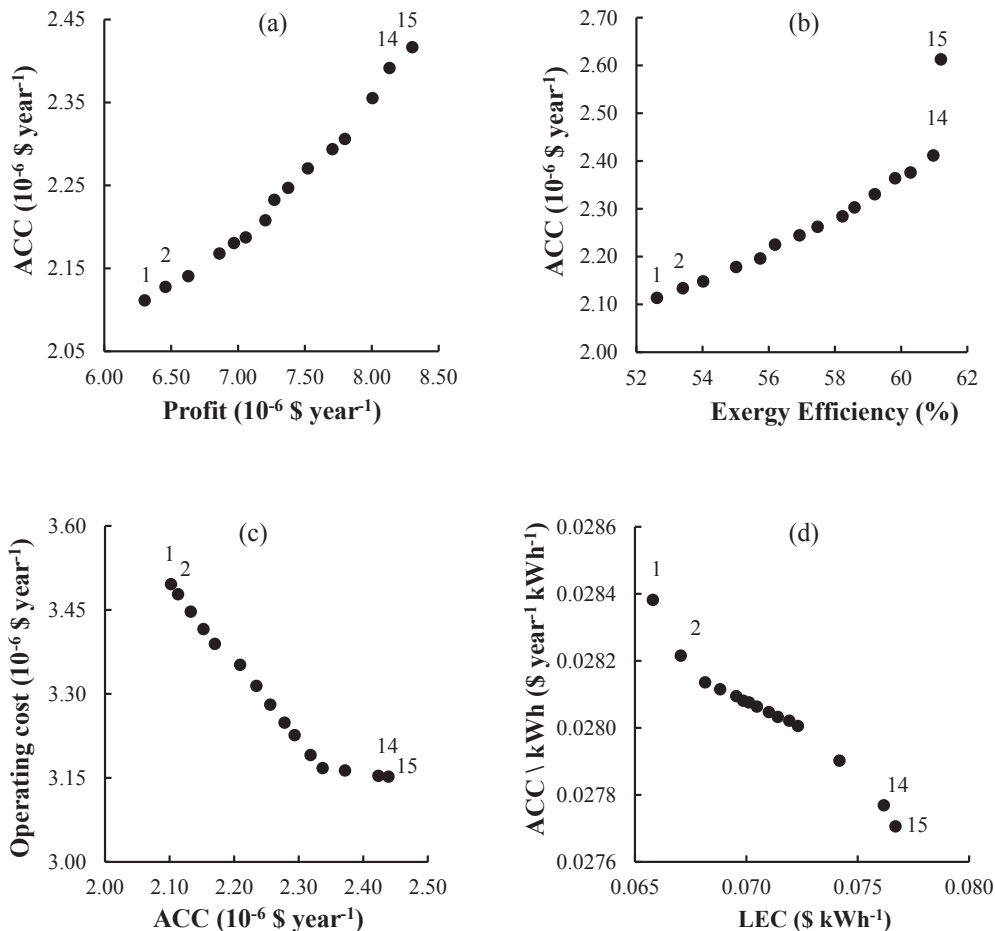 (a)
2.45
2.35
2.25
2.15
2.05
ACC (10⁻⁶ $ year⁻¹)
15
14
2
1
6.00 7.00 7.50 8.00 8.50
Profit (10⁻⁶ $ year⁻¹)
(b)
2.70
2.60
2.50
2.40
2.30
2.20
2.10
2.00
ACC (10⁻⁶ $ year⁻¹)
15
14
2
1
52 54 56 58 60 62
Exergy Efficiency (%)
(c)
3.60
3.45
3.30
3.15
3.00
Operating cost (10⁻⁶ $ year⁻¹)
1
2
14
15
2.00 2.10 2.20 2.30 2.40 2.50
ACC (10⁻⁶ $ year⁻¹)
(d)
0.0286
0.0284
0.0282
0.0280
0.0278
0.0276
ACC \ kWh ($ year⁻¹ kWh⁻¹)
1
2
14
15
0.065 0.070 0.075 0.080
LEC ($ kWh⁻¹)